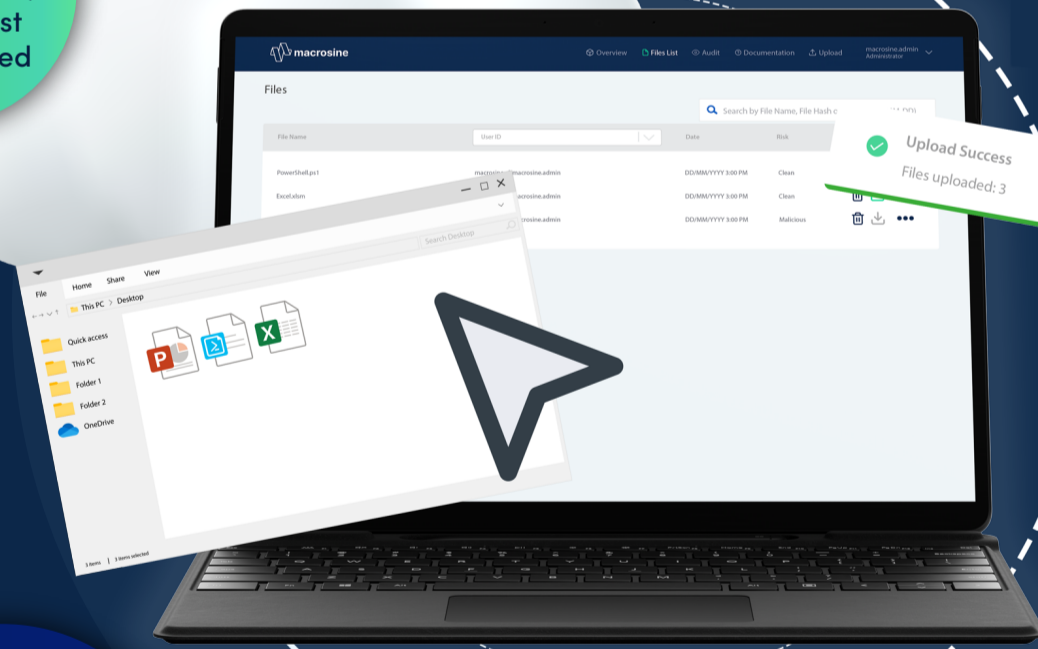 st
ed
macrosine
Overview
Files List
Audit
Documentation
Upload
macrosine.admin
Administrator
Files
Search by File Name, File Hash
File Name
User ID
Date
Risk
PowerShell.ps1
macrosine.admin
DD/MM/YYYY 3:00 PM
Clean
Excel.xlsm
DD/MM/YYYY 3:00 PM
Clean
DD/MM/YYYY 3:00 PM
Malicious
Upload Success
Files uploaded: 3
File
Home
Share
View
This PC > Desktop
Search Desktop
Quick access
This PC
Folder 1
Folder 2
OneDrive
P
X
3 items
3 items selected